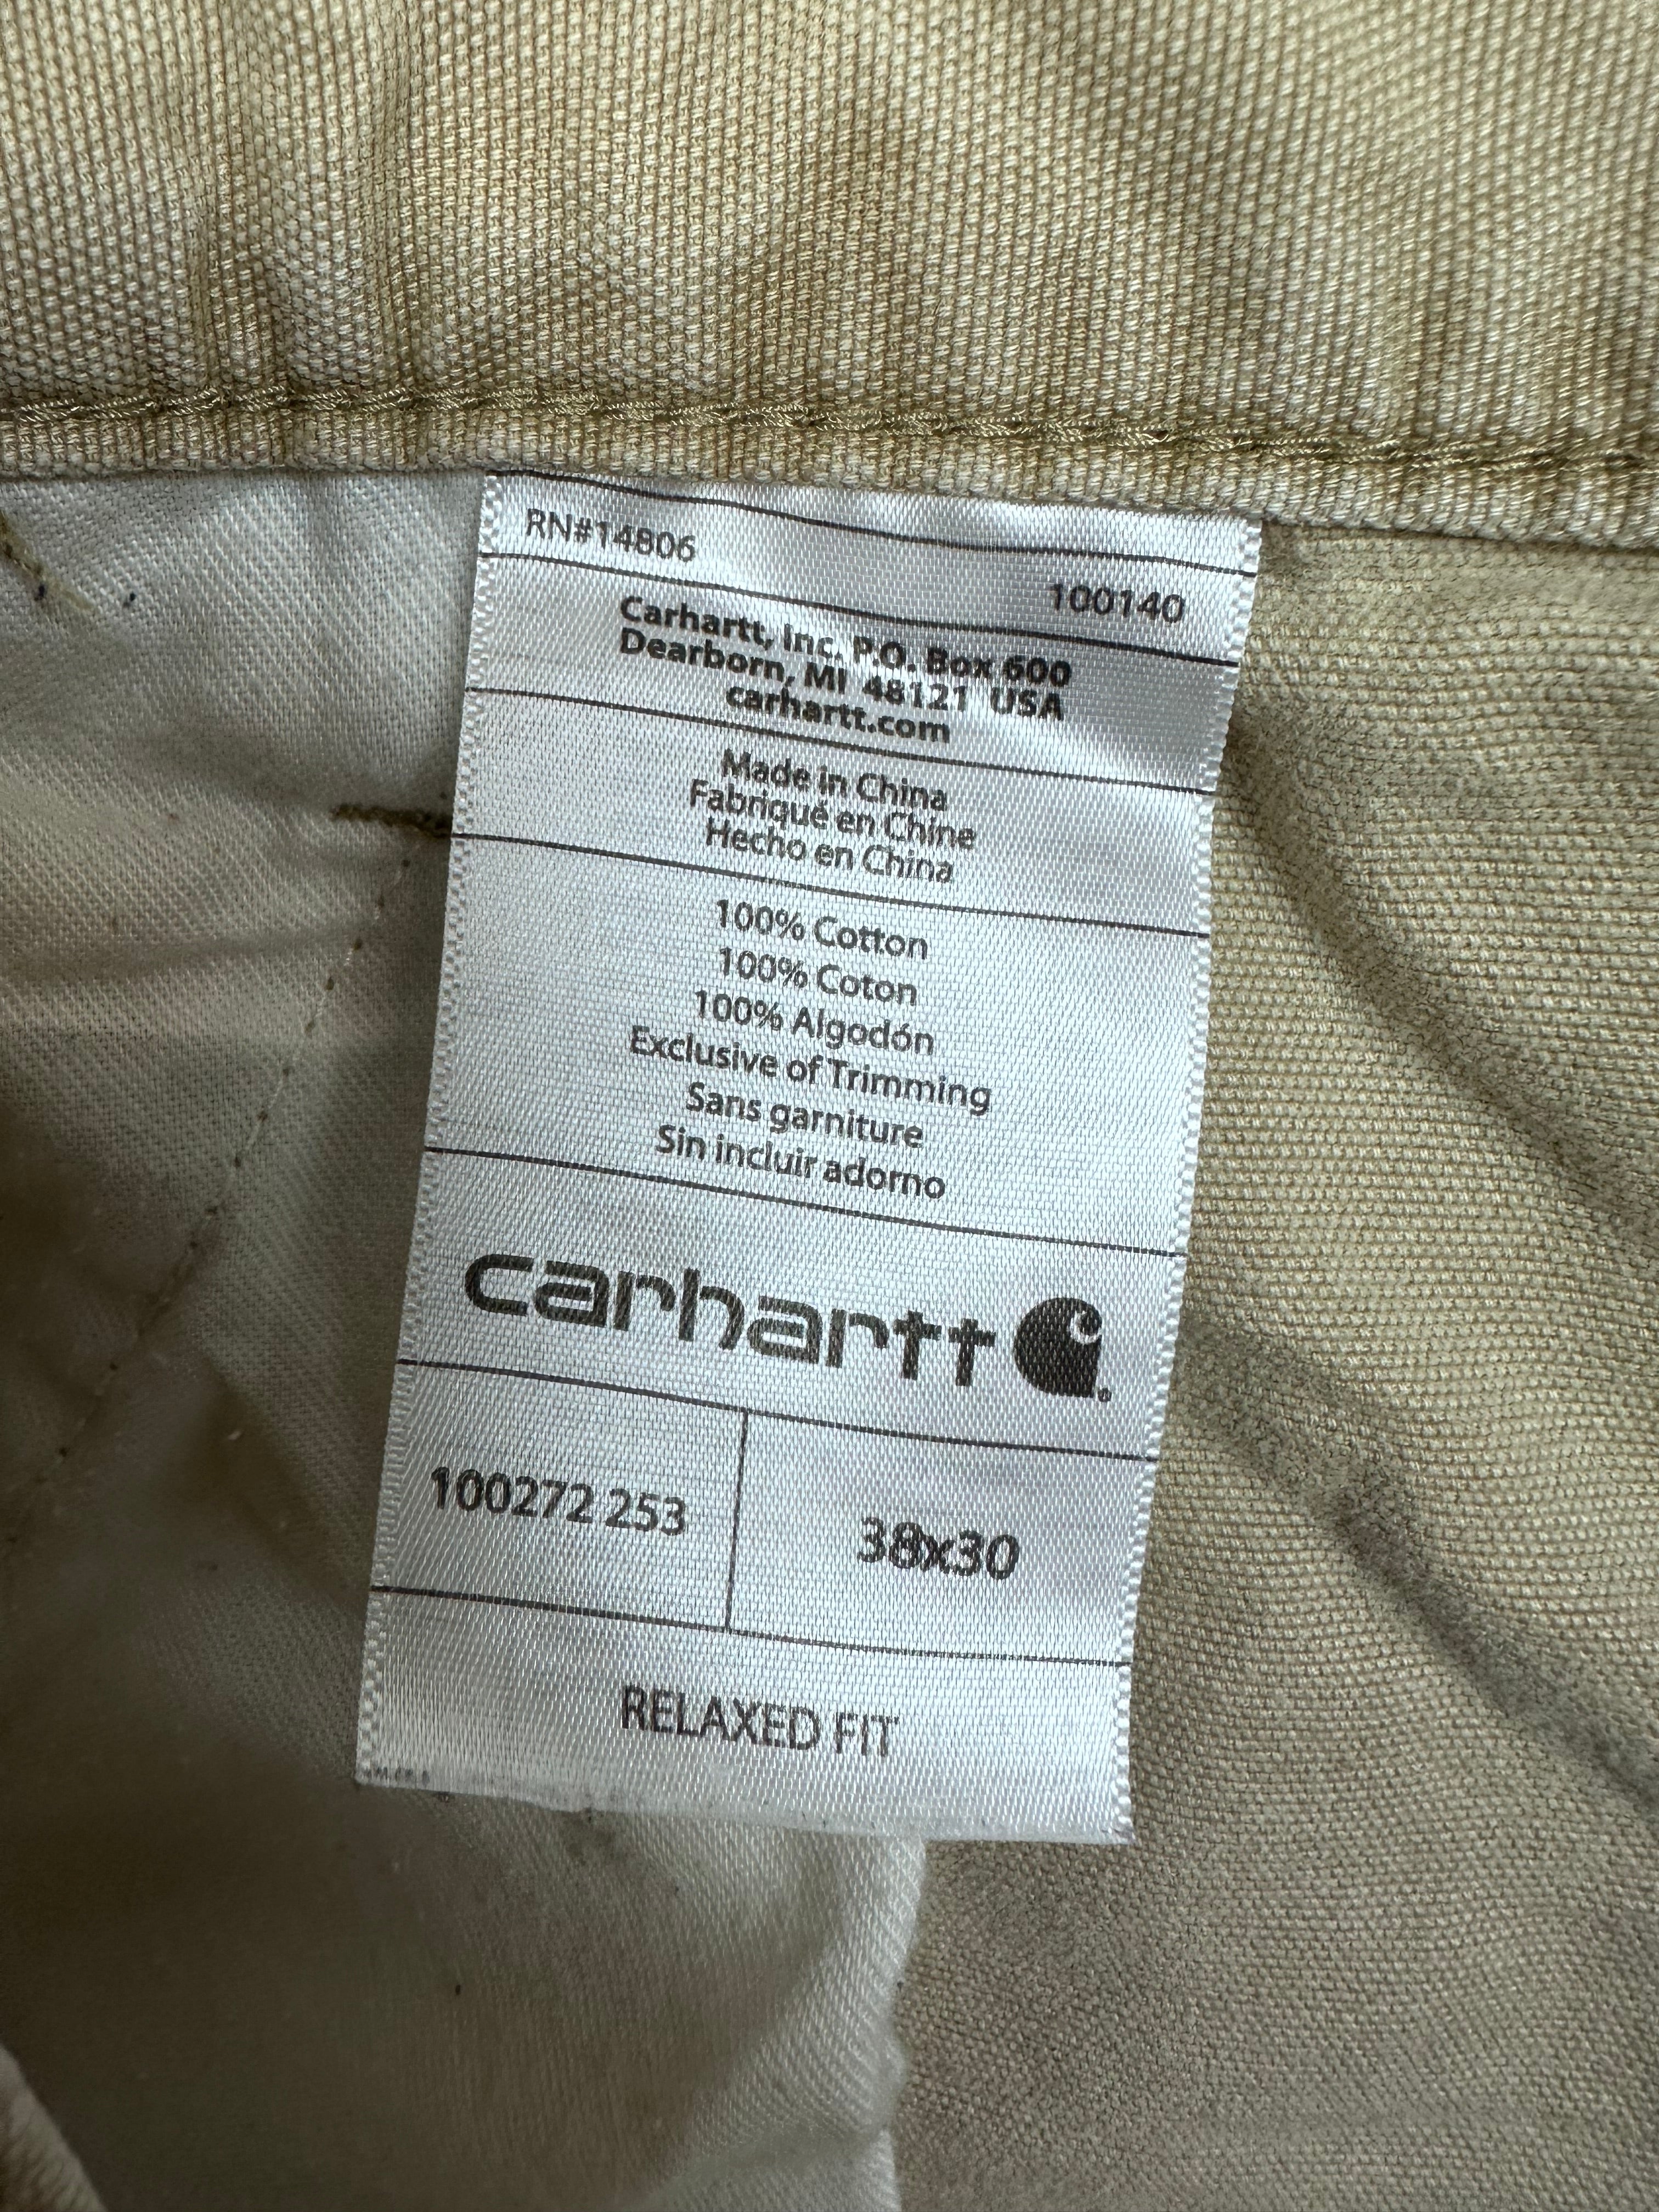 RN#14806
100140
Carhartt, Inc. P.O. Box 600
Dearborn, MI 48121 USA
carhartt.com
Made in China
Fabriqué en Chine
Hecho en China
100% Cotton
100% Coton
100% Algodón
Exclusive of Trimming
Sans garniture
Sin incluir adorno
carhartt
100272 253
38x30
RELAXED FIT